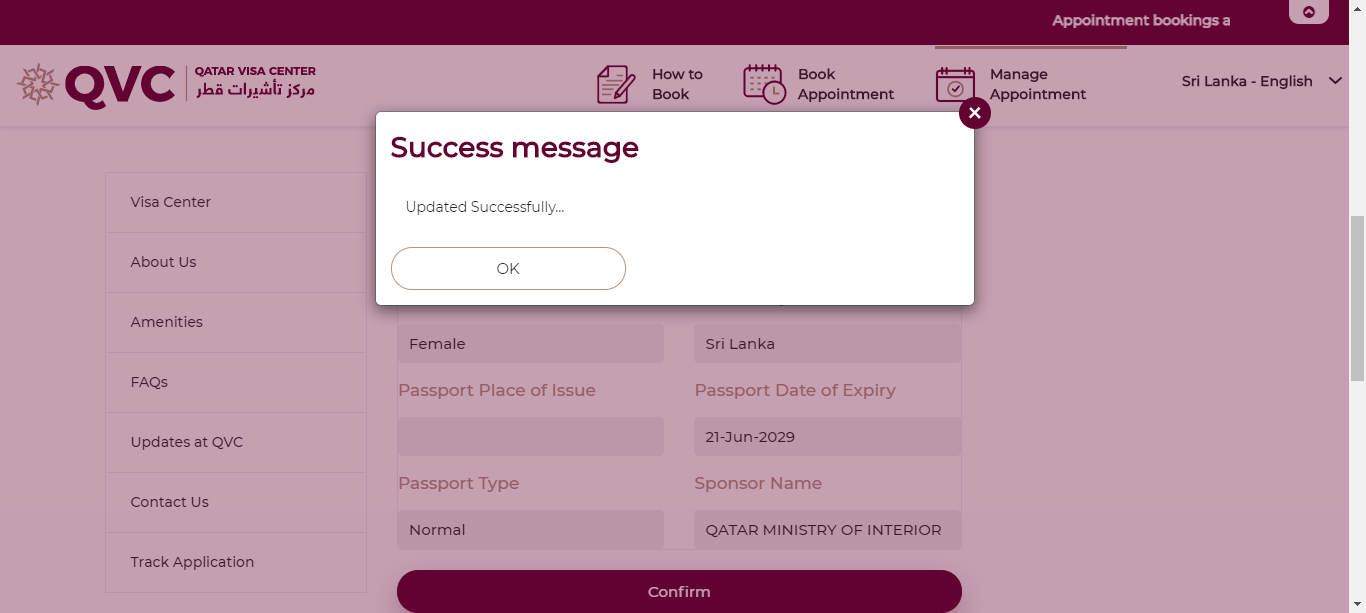 Appointment bookings a
QVC
QATAR VISA CENTER
مركز تأشيرات قطر
How to
Book
Book
Appointment
Manage
Appointment
Sri Lanka - English
Success message
Updated Successfully...
OK
Visa Center
About Us
Amenities
FAQs
Updates at QVC
Contact Us
Track Application
Female
Sri Lanka
Passport Place of Issue
Passport Date of Expiry
21-Jun-2029
Passport Type
Sponsor Name
Normal
QATAR MINISTRY OF INTERIOR
Confirm